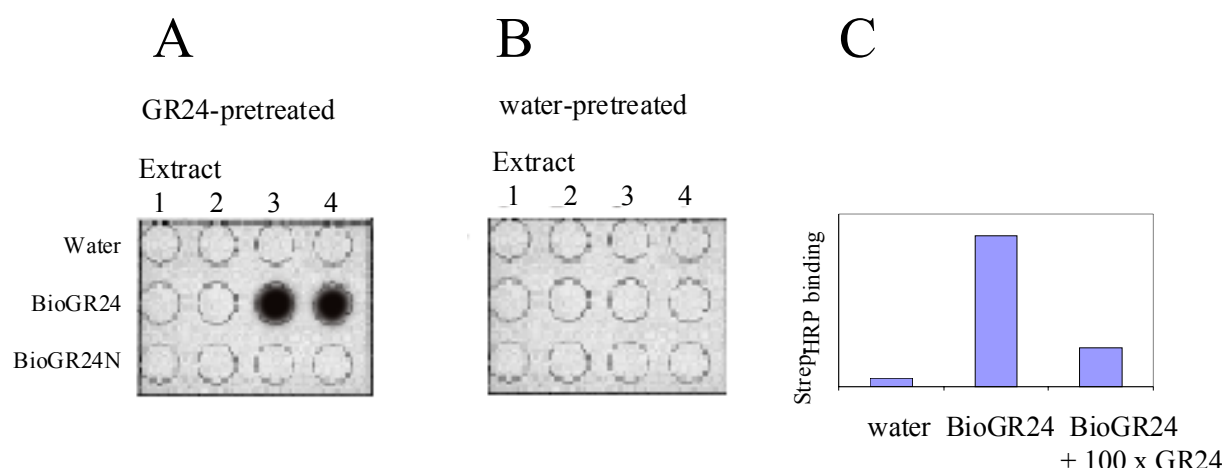 A
GR24-pretreated
Extract
1 2 3 4
Water
BioGR24
BioGR24N
B
water-pretreated
Extract
1 2 3 4
C
StrepHRP binding
water BioGR24 BioGR24
+ 100 x GR24